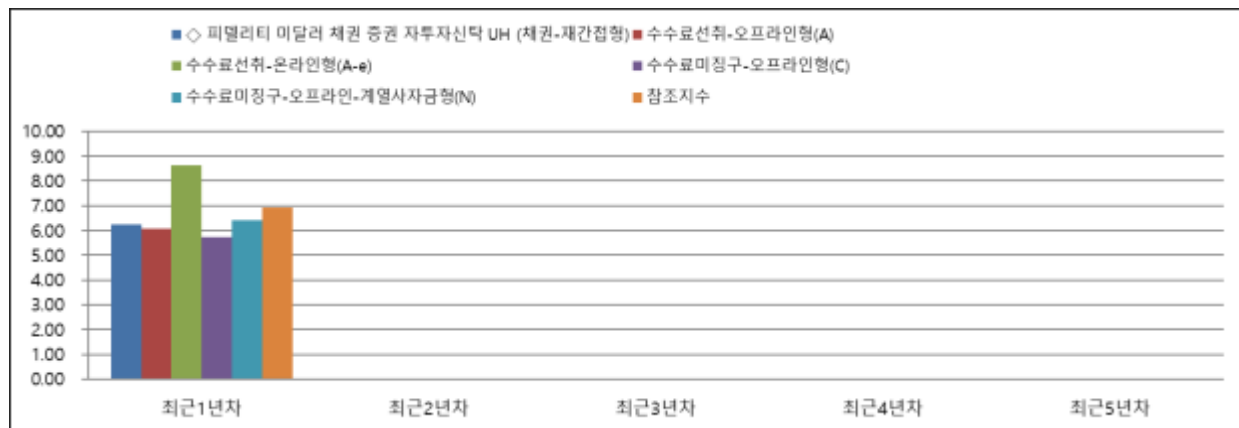 ◇ 피델리티 미달러 채권 증권 자투자신탁 UH (채권-재간접형) 수수료선취-오프라인형(A)
수수료선취-온라인형(A-e) 수수료미징구-오프라인형(C)
수수료미징구-오프라인-계열사자금형(N) 참조지수
10.00
9.00
8.00
7.00
6.00
5.00
4.00
3.00
2.00
1.00
0.00
최근1년차 최근2년차 최근3년차 최근4년차 최근5년차